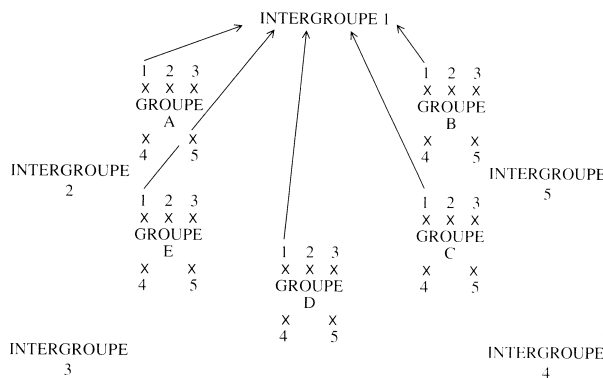 INTERGROUPE 1
1 2 3
X X X
GROUPE
A
X X
4 5
1 2 3
X X X
GROUPE
B
X X
4 5
INTERGROUPE
2
INTERGROUPE
5
1 2 3
X X X
GROUPE
E
X X
4 5
1 2 3
X X X
GROUPE
D
X X
4 5
1 2 3
X X X
GROUPE
C
X X
4 5
INTERGROUPE
3
INTERGROUPE
4